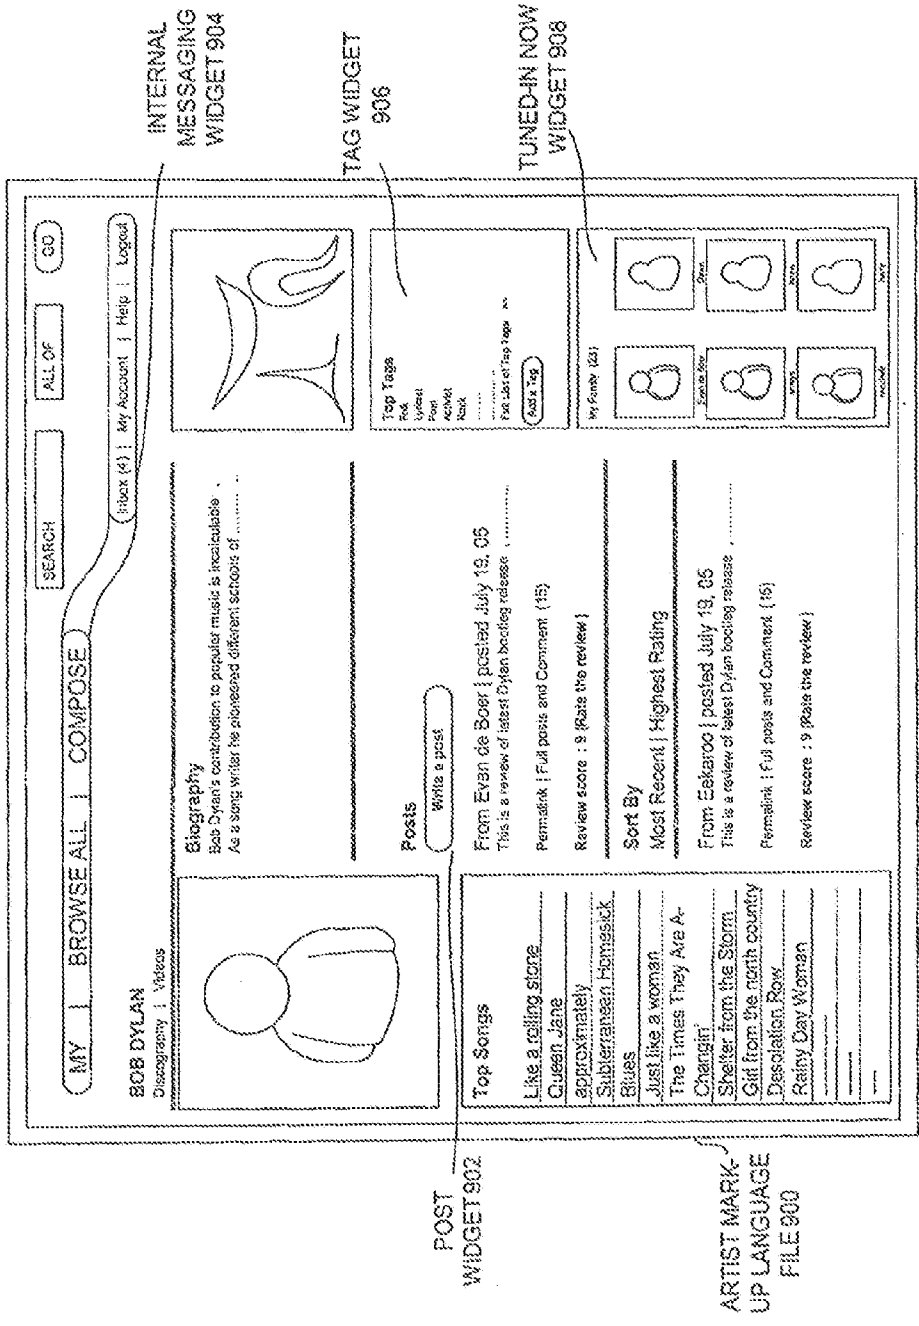 INTERNAL
MESSAGING
WIDGET 904
TAG WIDGET
906
TUNED-IN NOW
WIDGET 908
SEARCH
ALL OF
GO
MY | BROWSE ALL | COMPOSE
Inbox (4) | My Account | Help | Logout
BOB DYLAN
Discography | Videos
Biography
Bob Dylan's contribution to popular music is incalculable .
As a song writer he pioneered different schools of ..........
Posts
Write a post
From Evan de Boer | posted July 19, 05
This is a review of latest Dylan bootleg release ..........
Permalink | Full posts and Comment (15)
Review score : 9 [Rate the review]
Sort By
Most Recent | Highest Rating
From Eekaroo | posted July 19, 05
This is a review of latest Dylan bootleg release ..........
Permalink | Full posts and Comment (15)
Review score : 9 [Rate the review]
Top Songs
Like a rolling stone
Queen Jane
approximately
Subterranean Homesick
Blues
Just like a woman
The Times They Are A-
Changin'
Shelter from the Storm
Girl from the north country
Desolation Row
Rainy Day Woman
Top Tags
Folk
Lyricist
Activist
Rock
Full List of Top Tags >>
Add a Tag
My Family (23)
POST
WIDGET 902
ARTIST MARK-
UP LANGUAGE
FILE 900